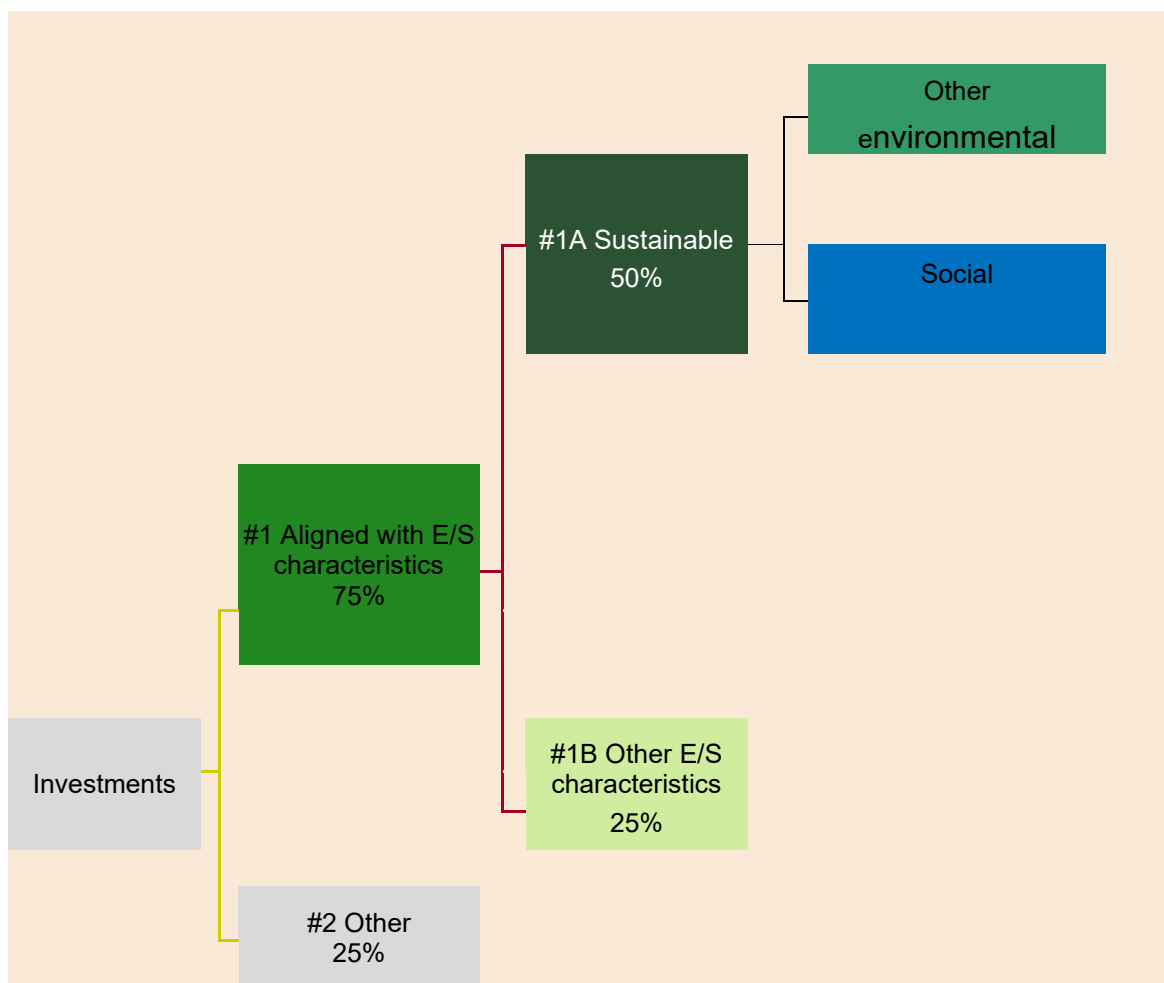 Other
environmental
#1A Sustainable
50%
Social
#1 Aligned with E/S
characteristics
75%
Investments
#1B Other E/S
characteristics
25%
#2 Other
25%